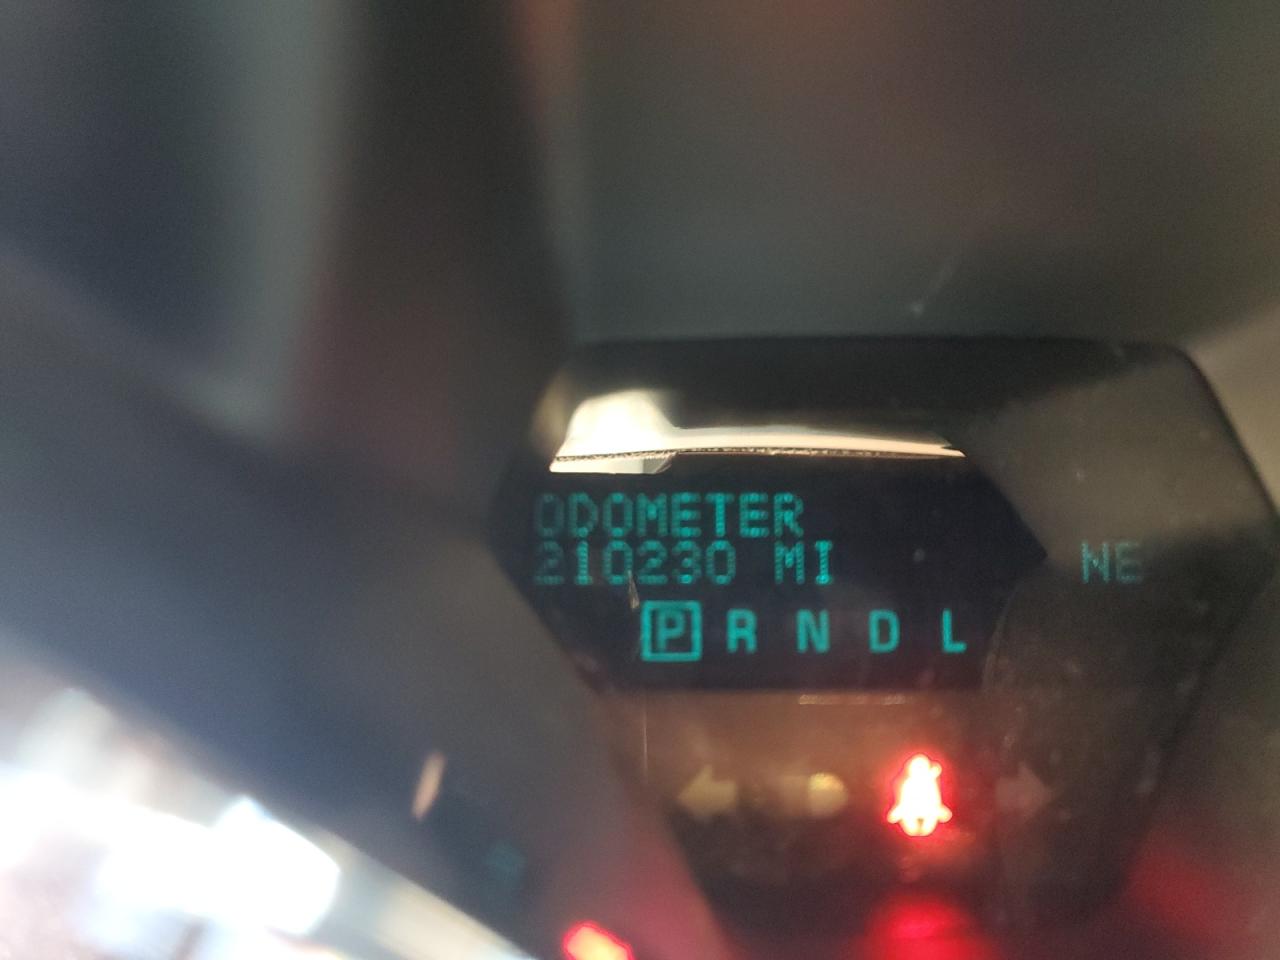 ODOMETER
210230 MI
NE
P R N D L